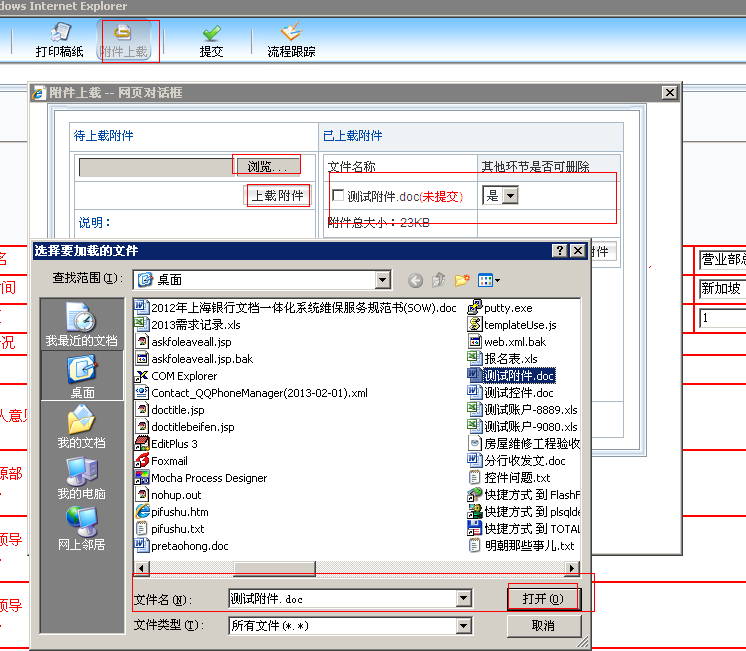 dows Internet Explorer
打印稿纸 附件上载 提交 流程跟踪
附件上载 -- 网页对话框
待上载附件 已上载附件
浏览... 文件名称 其他环节是否可删除
上载附件 测试附件.doc(未提交) 是
说明： 附件总大小：23KB
件
选择要加载的文件
查找范围(I): 桌面
我最近的文档
桌面
我的文档
我的电脑
网上邻居
2012年上海银行文档一体化系统维保服务规范书(SOW).doc
2013需求记录.xls
askfoleaveall.jsp
askfoleaveall.jsp.bak
COM Explorer
Contact_QQPhoneManager(2013-02-01).xml
doctitle.jsp
doctitlebeifen.jsp
EditPlus 3
Foxmail
Mocha Process Designer
nohup.out
pifushu.htm
pifushu.txt
pretaohong.doc
putty.exe
templateUse.js
web.xml.bak
报名表.xls
测试附件.doc
测试控件.doc
测试账户-8889.xls
测试账户-9080.xls
房屋维修工程验收
分行收发文.doc
控件问题.txt
快捷方式 到 FlashF
快捷方式 到 plsqlde
快捷方式 到 TOTAL
明朝那些事儿.txt
文件名(N): 测试附件.doc 打开(O)
文件类型(T): 所有文件(*.*) 取消
名
间
况
人意见
源部
领导
领导
营业部总
新加坡
1